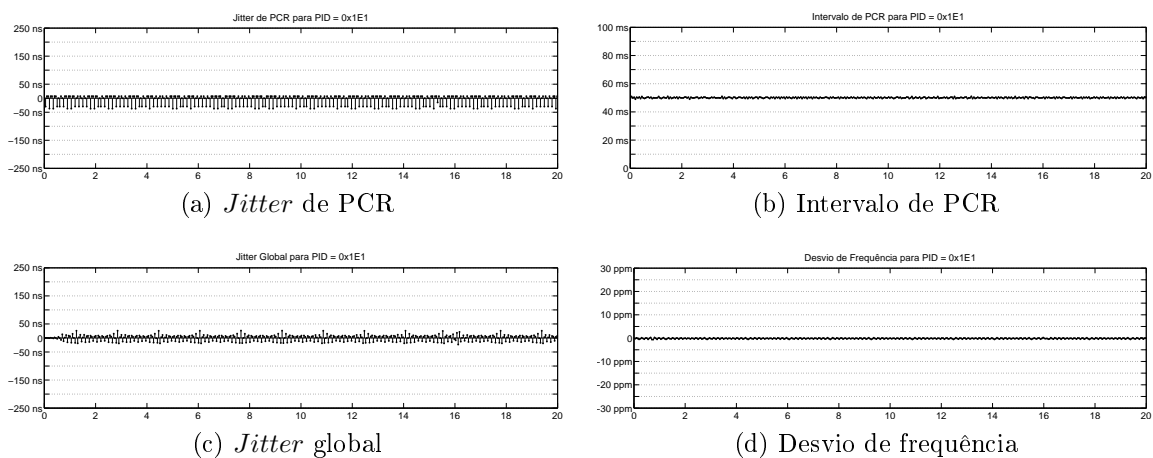 Jitter de PCR para PID = 0x1E1
250 ns
150 ns
50 ns
0
−50 ns
−150 ns
−250 ns
0 2 4 6 8 10 12 14 16 18 20
(a) Jitter de PCR
Intervalo de PCR para PID = 0x1E1
100 ms
80 ms
60 ms
40 ms
20 ms
0
0 2 4 6 8 10 12 14 16 18 20
(b) Intervalo de PCR
Jitter Global para PID = 0x1E1
250 ns
150 ns
50 ns
0
−50 ns
−150 ns
−250 ns
0 2 4 6 8 10 12 14 16 18 20
(c) Jitter global
Desvio de Frequência para PID = 0x1E1
30 ppm
20 ppm
10 ppm
0
-10 ppm
-20 ppm
-30 ppm
0 2 4 6 8 10 12 14 16 18 20
(d) Desvio de frequência